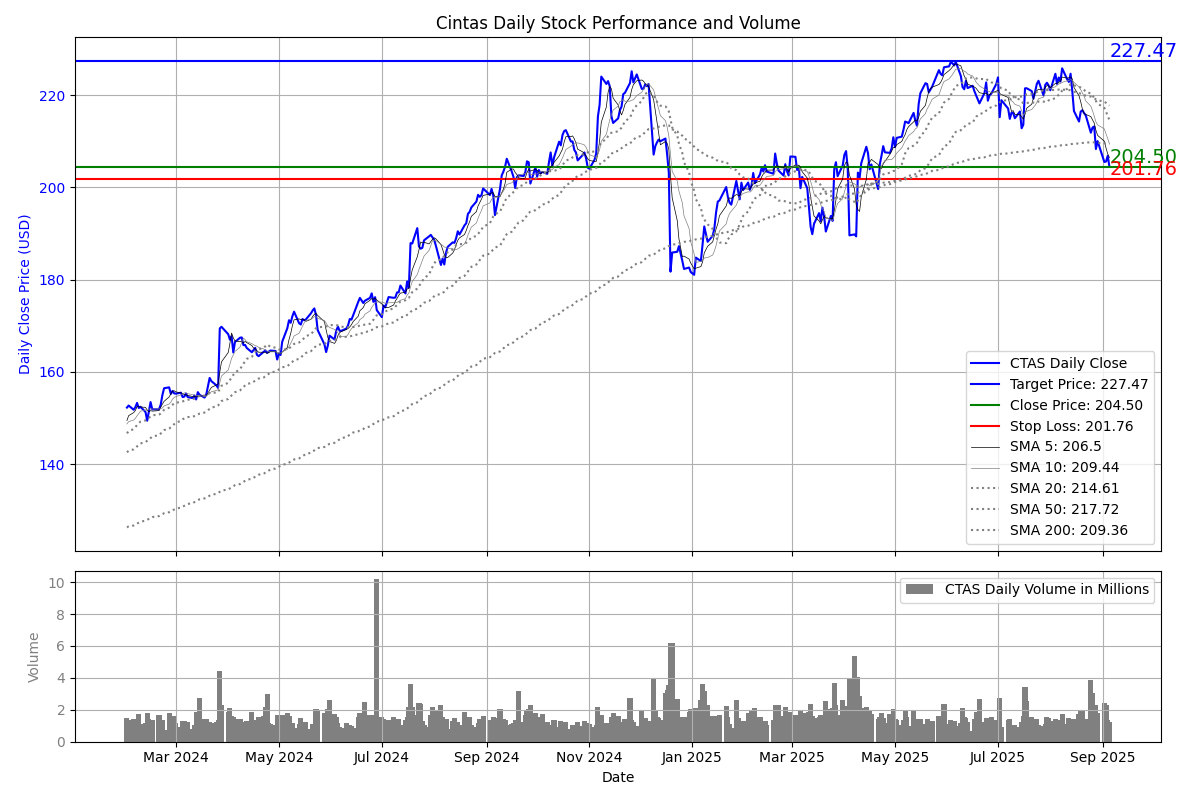 Cintas Daily Stock Performance and Volume
227.47
204.50
201.76
Daily Close Price (USD)
220
200
180
160
140
CTAS Daily Close
Target Price: 227.47
Close Price: 204.50
Stop Loss: 201.76
SMA 5: 206.5
SMA 10: 209.44
SMA 20: 214.61
SMA 50: 217.72
SMA 200: 209.36
CTAS Daily Volume in Millions
Volume
10
8
6
4
2
0
Mar 2024 May 2024 Jul 2024 Sep 2024 Nov 2024 Jan 2025 Mar 2025 May 2025 Jul 2025 Sep 2025
Date